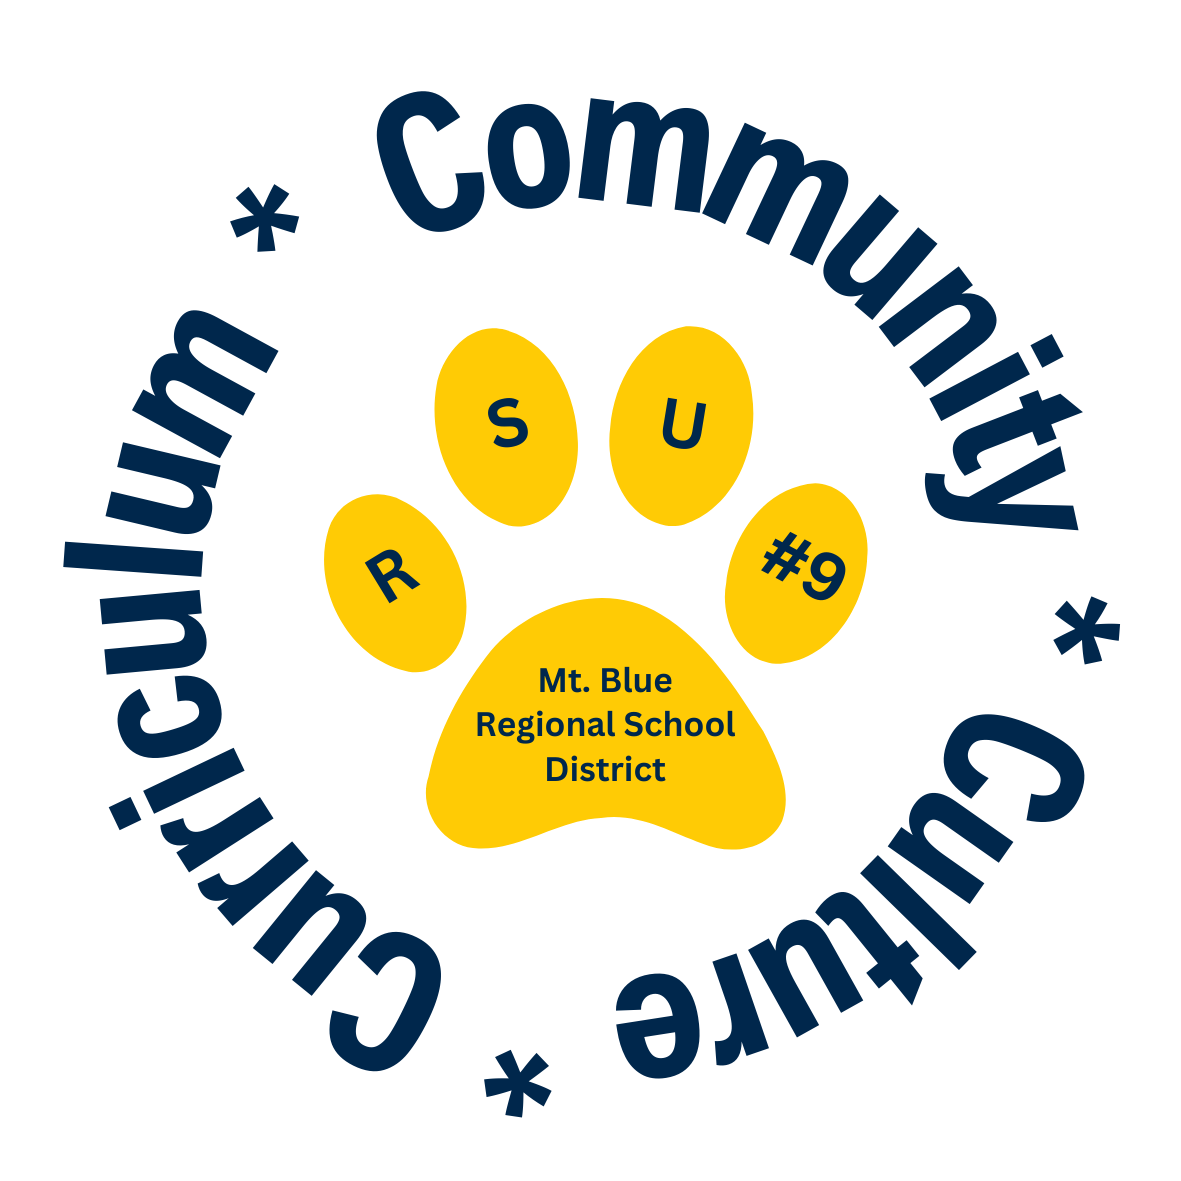 Community * Culture * Curriculum *
R S U #9
Mt. Blue
Regional School
District